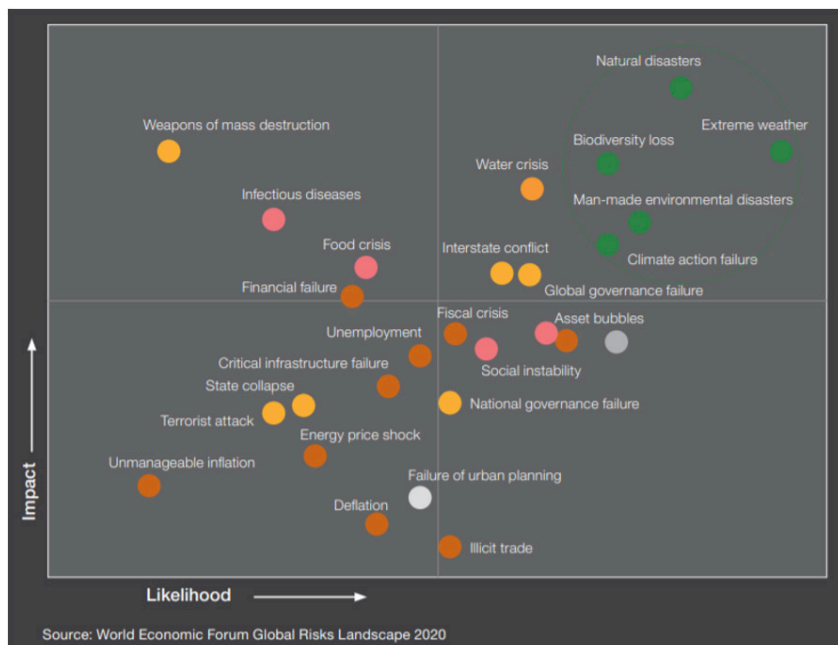 Natural disasters
Weapons of mass destruction
Extreme weather
Biodiversity loss
Water crisis
Infectious diseases
Man-made environmental disasters
Food crisis
Interstate conflict
Climate action failure
Financial failure
Global governance failure
Fiscal crisis
Asset bubbles
Unemployment
Critical infrastructure failure
Social instability
State collapse
National governance failure
Terrorist attack
Energy price shock
Unmanageable inflation
Failure of urban planning
Deflation
Illicit trade
Impact
Likelihood
Source: World Economic Forum Global Risks Landscape 2020